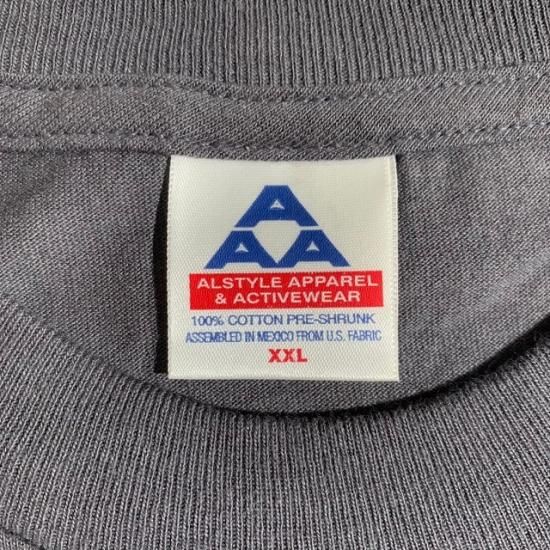 A
A A
ALSTYLE APPAREL
& ACTIVEWEAR
100% COTTON PRE-SHRUNK
ASSEMBLED IN MEXICO FROM U.S. FABRIC
XXL